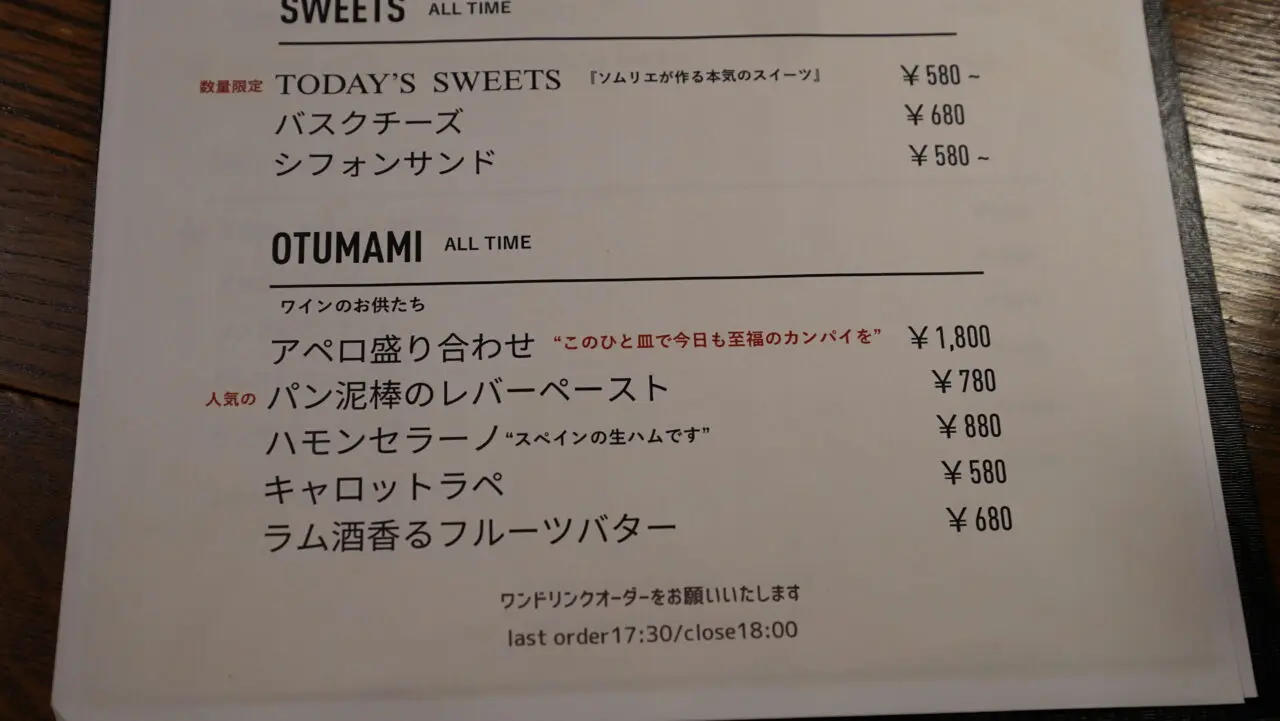 SWEETS ALL TIME
数量限定 TODAY'S SWEETS 『ソムリエが作る本気のスイーツ』 ￥580～
バスクチーズ ￥680
シフォンサンド ￥580～
OTUMAMI ALL TIME
ワインのお供たち
アペロ盛り合わせ “このひと皿で今日も至福のカンパイを” ￥1,800
人気の パン泥棒のレバーペースト ￥780
ハモンセラーノ“スペインの生ハムです” ￥880
キャロットラペ ￥580
ラム酒香るフルーツバター ￥680
ワンドリンクオーダーをお願いいたします
last order17:30/close18:00